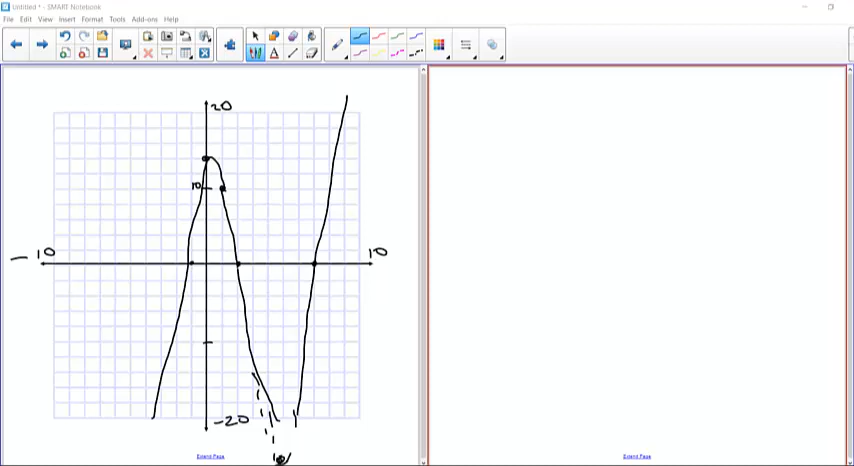 Untitled * - SMART Notebook
File Edit View Insert Format Tools Add-ons Help
20
10
-10
10
-20
Extend Page
Extend Page